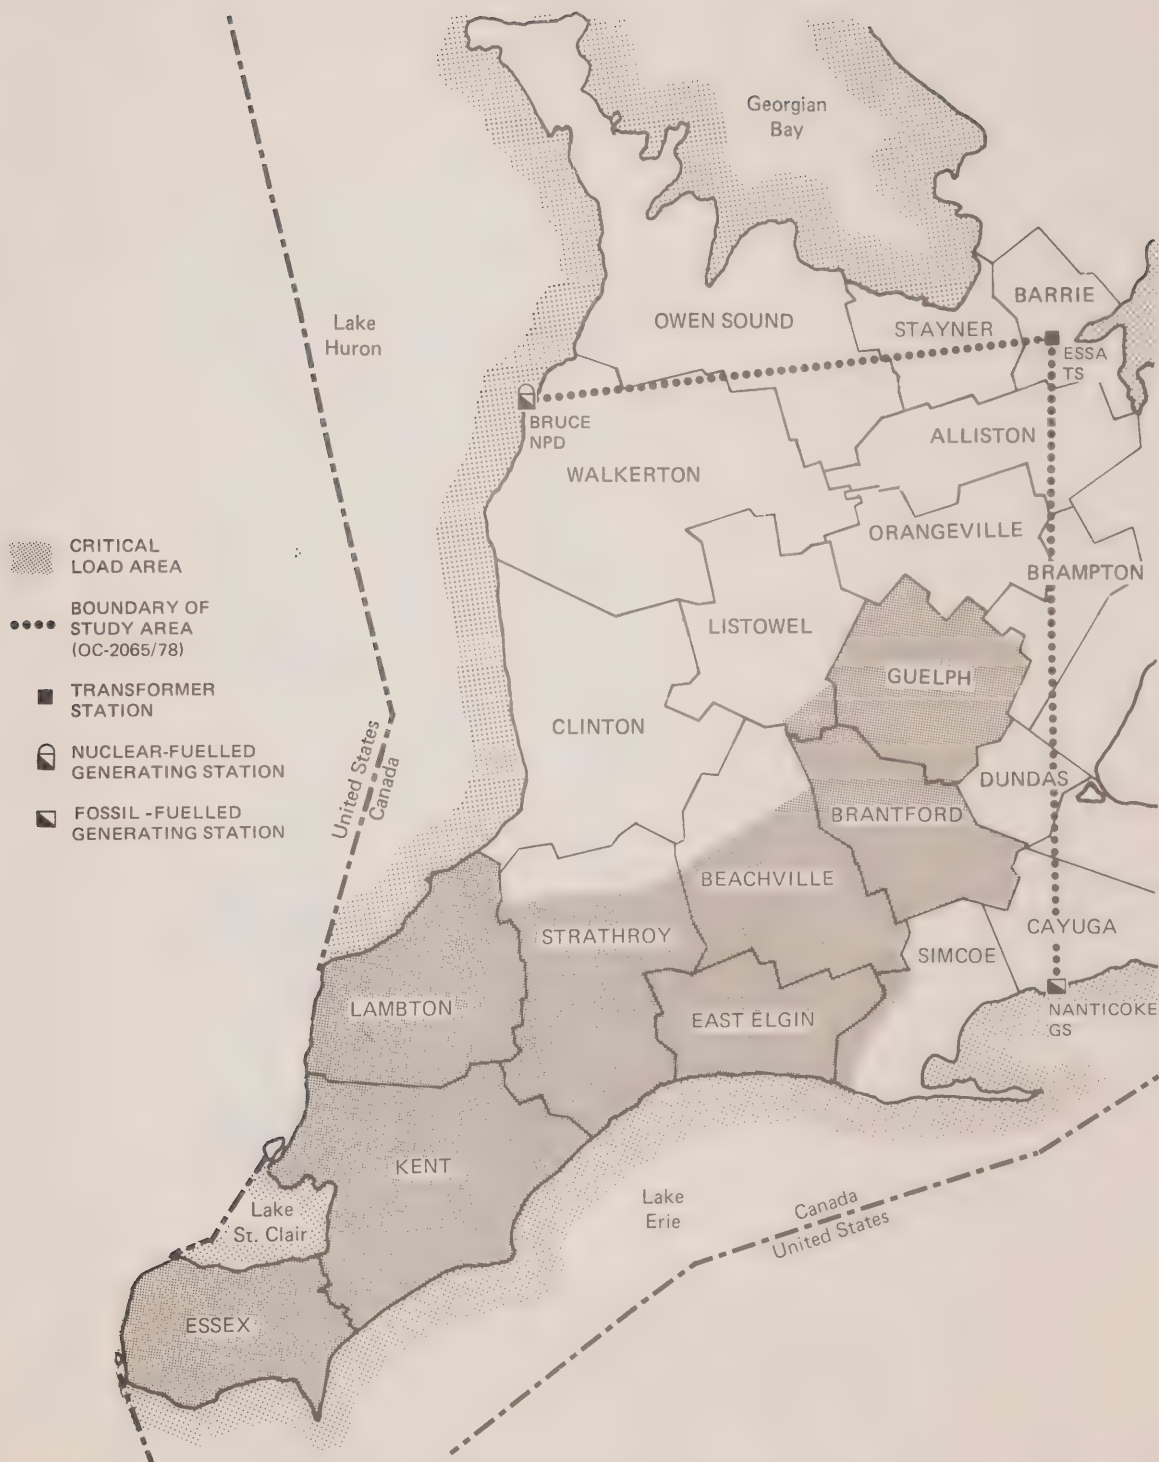 Georgian
Bay
BARRIE
Lake
Huron
OWEN SOUND
STAYNER
ESSA
TS
BRUCE
NPD
ALLISTON
WALKERTON
ORANGEVILLE
CRITICAL
LOAD AREA
BRAMPTON
BOUNDARY OF
STUDY AREA
(OC-2065/78)
LISTOWEL
GUELPH
TRANSFORMER
STATION
CLINTON
United States
Canada
NUCLEAR-FUELLED
GENERATING STATION
DUNDAS
FOSSIL-FUELLED
GENERATING STATION
BRANTFORD
BEACHVILLE
STRATHROY
CAYUGA
SIMCOE
LAMBTON
EAST ELGIN
NANTICOKE
GS
KENT
Lake
Erie
Canada
United States
Lake
St. Clair
ESSEX